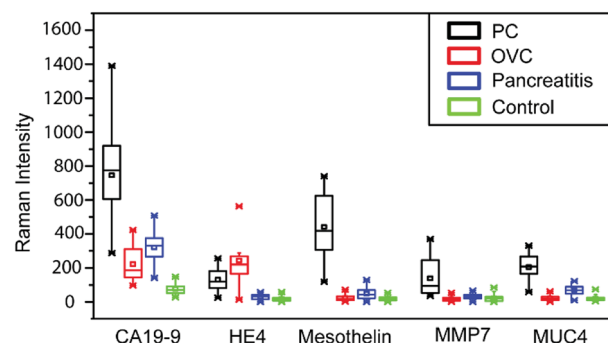 1600
1400
1200
1000
800
600
400
200
0
Raman Intensity
PC
OVC
Pancreatitis
Control
CA19-9 HE4 Mesothelin MMP7 MUC4